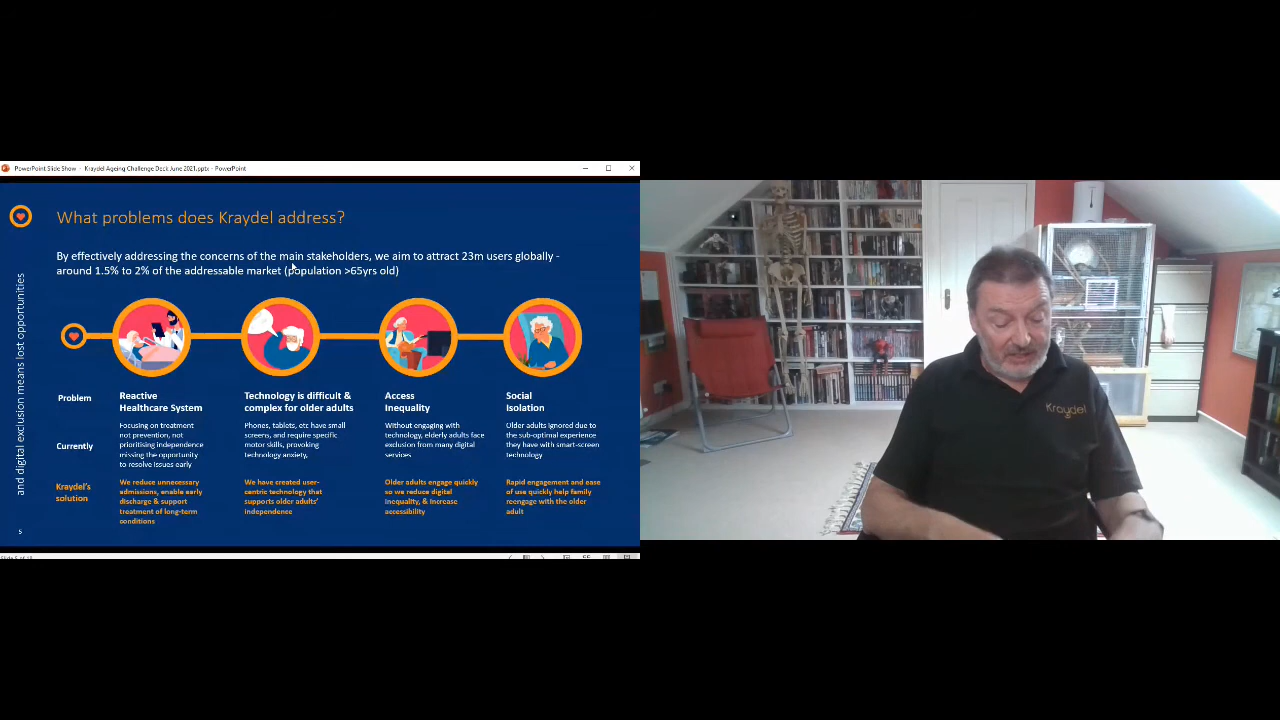 PowerPoint Slide Show - Kraydel Ageing Challenge Deck June 2021.pptx - PowerPoint
What problems does Kraydel address?
By effectively addressing the concerns of the main stakeholders, we aim to attract 23m users globally -
around 1.5% to 2% of the addressable market (population >65yrs old)
and digital exclusion means lost opportunities
Problem
Reactive
Healthcare System
Technology is difficult &
complex for older adults
Access
Inequality
Social
Isolation
Currently
Focusing on treatment
not prevention, not
prioritising independence
missing the opportunity
to resolve issues early
Phones, tablets, etc have small
screens, and require specific
motor skills, provoking
technology anxiety,
Without engaging with
technology, elderly adults face
exclusion from many digital
services
Older adults ignored due to
the sub-optimal experience
they have with smart-screen
technology
Kraydel's
solution
We reduce unnecessary
admissions, enable early
discharge & support
treatment of long-term
conditions
We have created user-
centric technology that
supports older adults'
independence
Older adults engage quickly
so we reduce digital
inequality, & increase
accessibility
Rapid engagement and ease
of use quickly help family
reengage with the older
adult
5
Kraydel